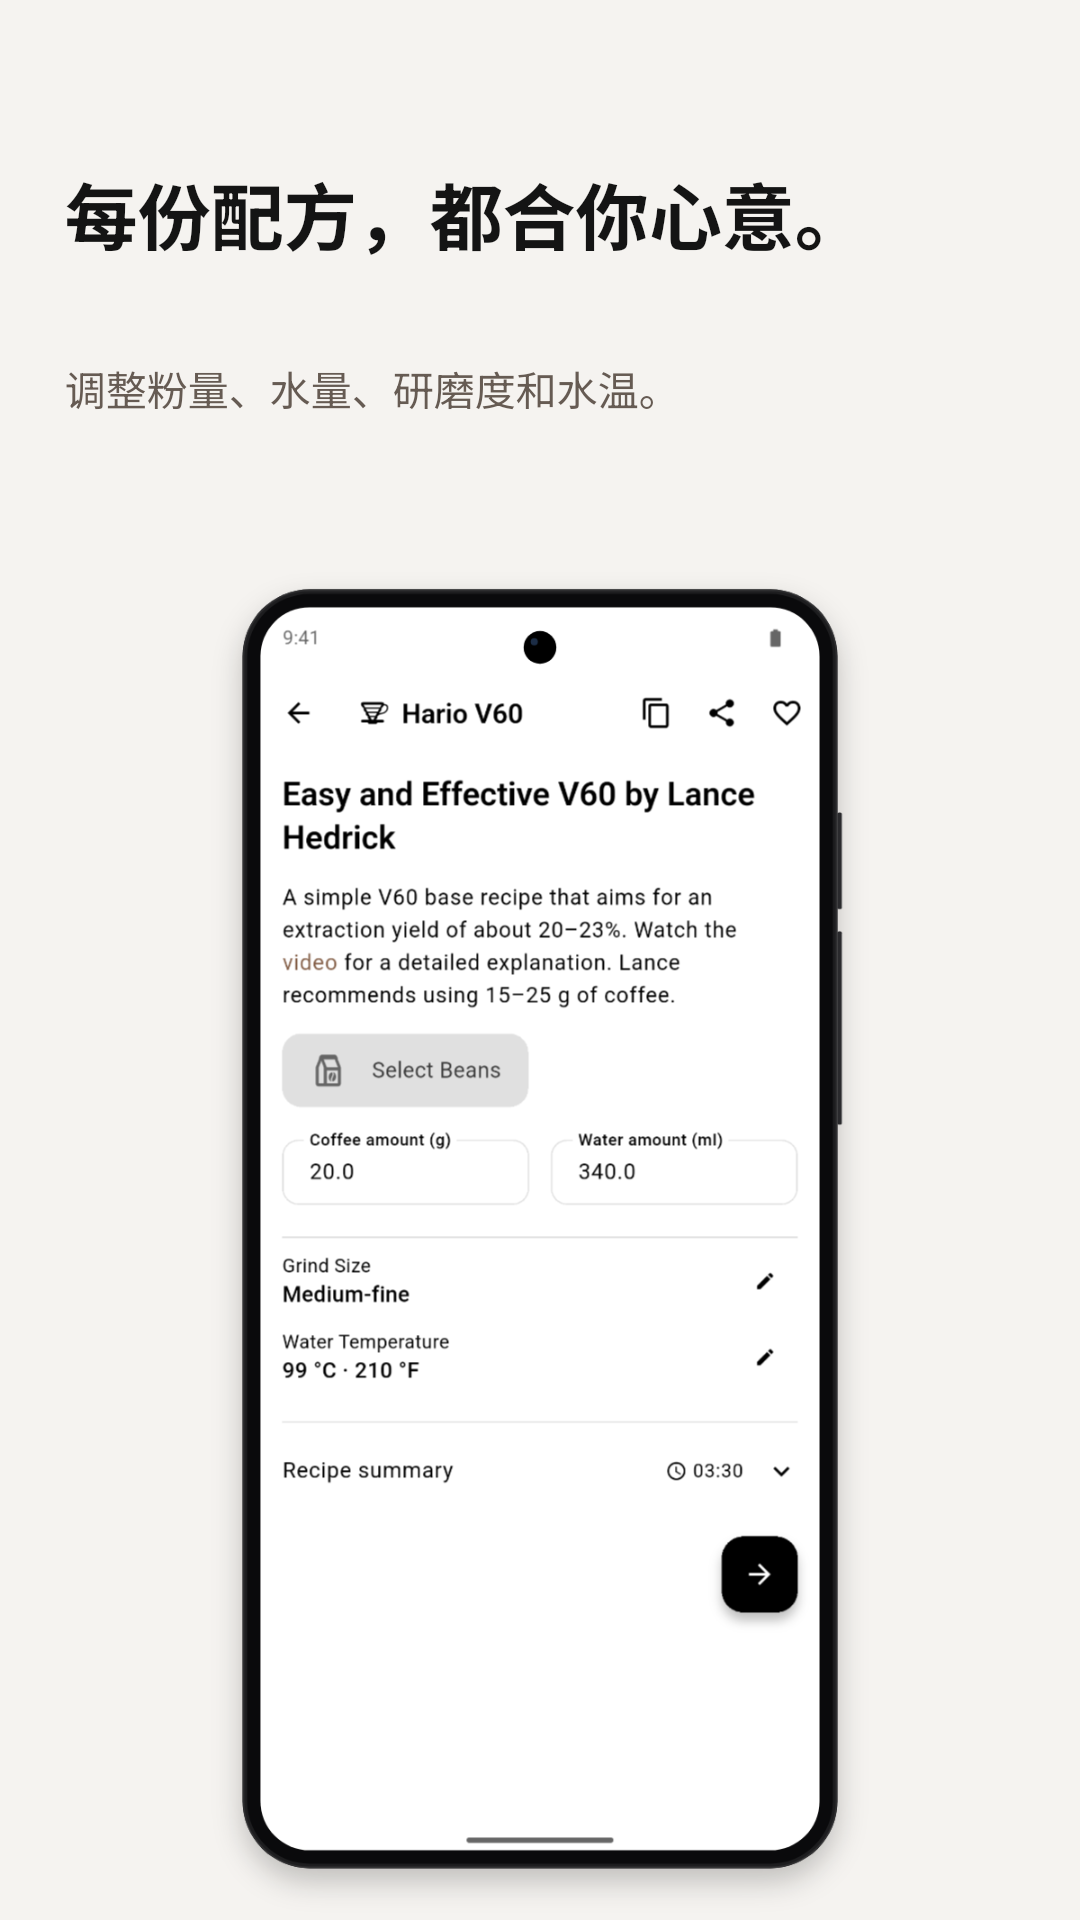 每份配方，都合你心意。
调整粉量、水量、研磨度和水温。
9:41
Hario V60
Easy and Effective V60 by Lance
Hedrick
A simple V60 base recipe that aims for an
extraction yield of about 20–23%. Watch the
video for a detailed explanation. Lance
recommends using 15–25 g of coffee.
Select Beans
Coffee amount (g)
20.0
Water amount (ml)
340.0
Grind Size
Medium-fine
Water Temperature
99 °C · 210 °F
Recipe summary
03:30